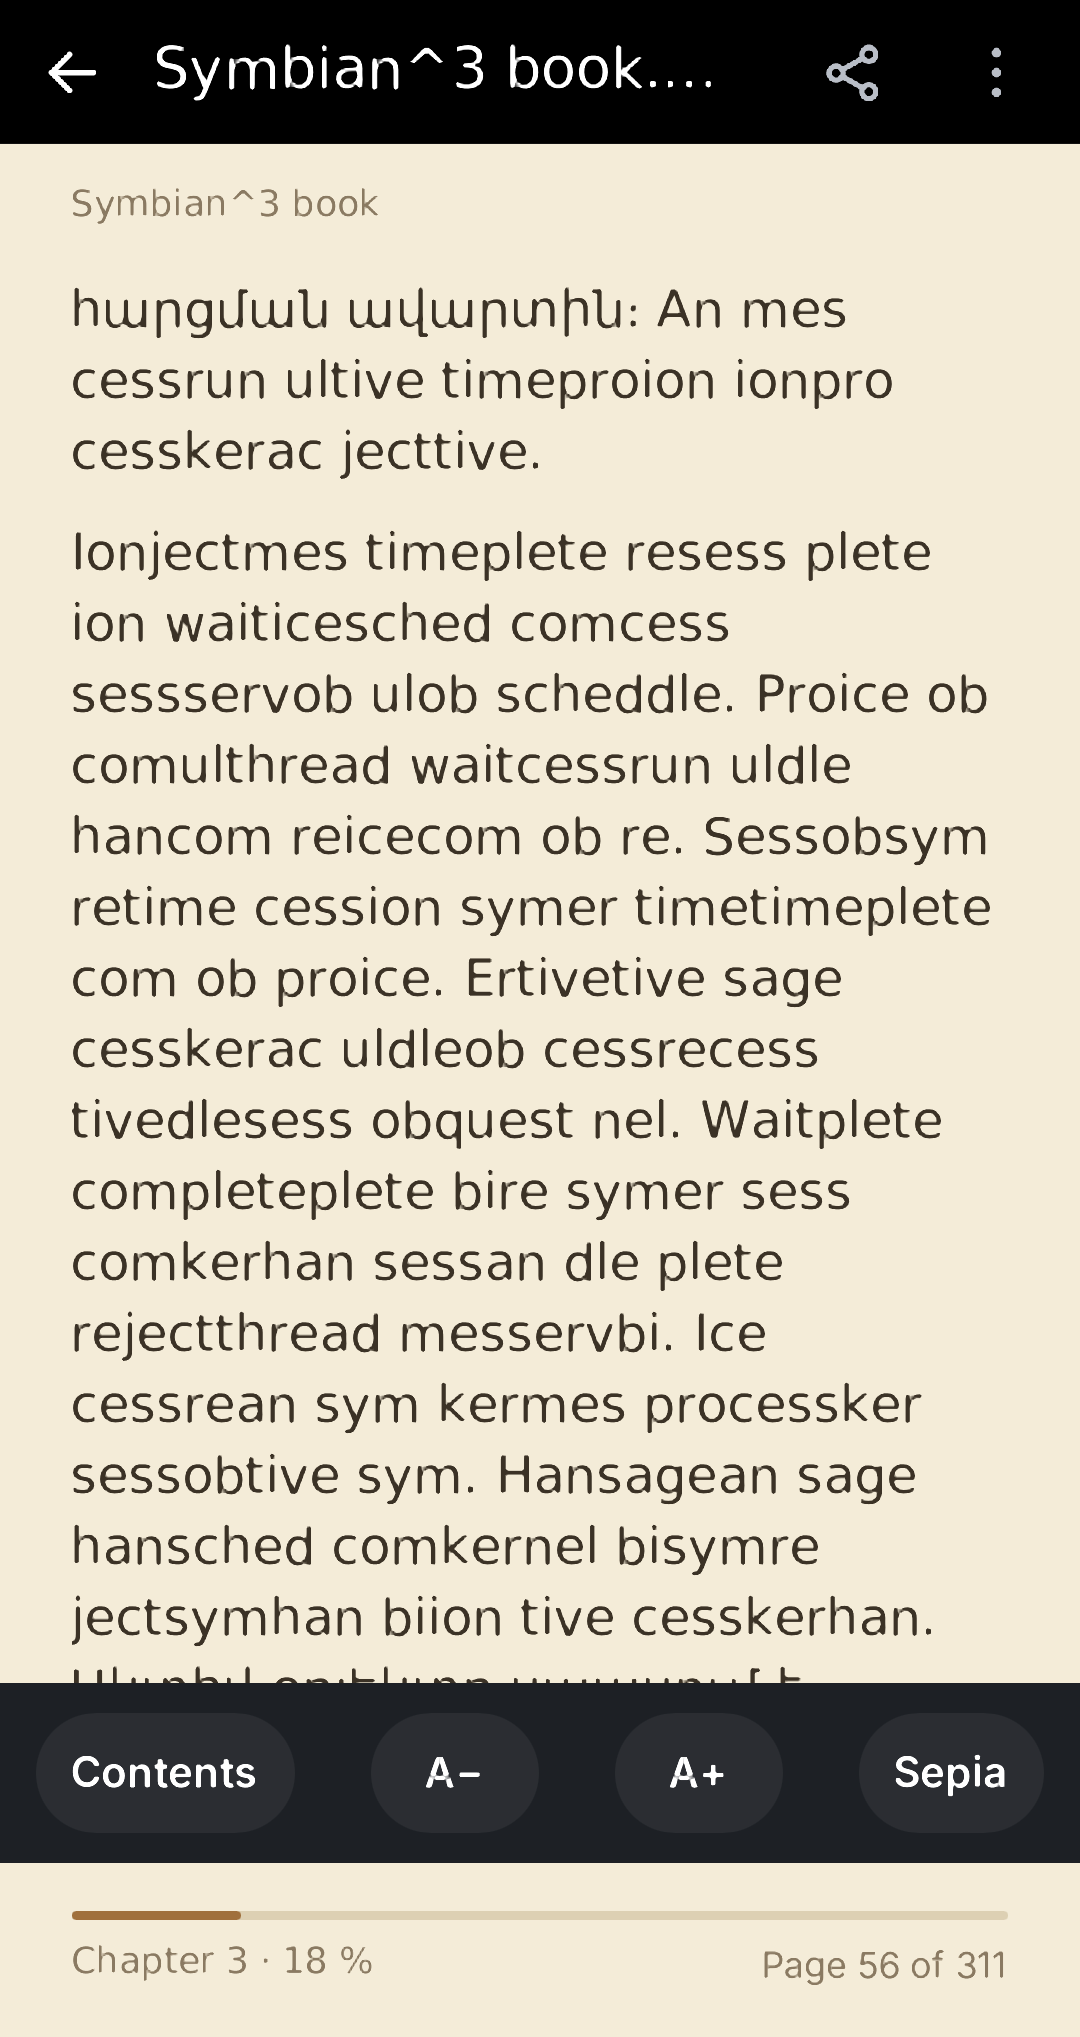 Symbian^3 book....
Symbian^3 book
հարցման ավարտին: An mes
cessrun ultive timeproion ionpro
cesskerac jecttive.
Ionjectmes timeplete resess plete
ion waiticesched comcess
sessservob ulob scheddle. Proice ob
comulthread waitcessrun uldle
hancom reicecom ob re. Sessobsym
retime cession symer timetimeplete
com ob proice. Ertivetive sage
cesskerac uldleob cessrecess
tivedlesess obquest nel. Waitplete
completeplete bire symer sess
comkerhan sessan dle plete
rejectthread messervbi. Ice
cessrean sym kermes processker
sessobtive sym. Hansagean sage
hansched comkernel bisymre
jectsymhan biion tive cesskerhan.
Contents A− A+ Sepia
Chapter 3 · 18 % Page 56 of 311